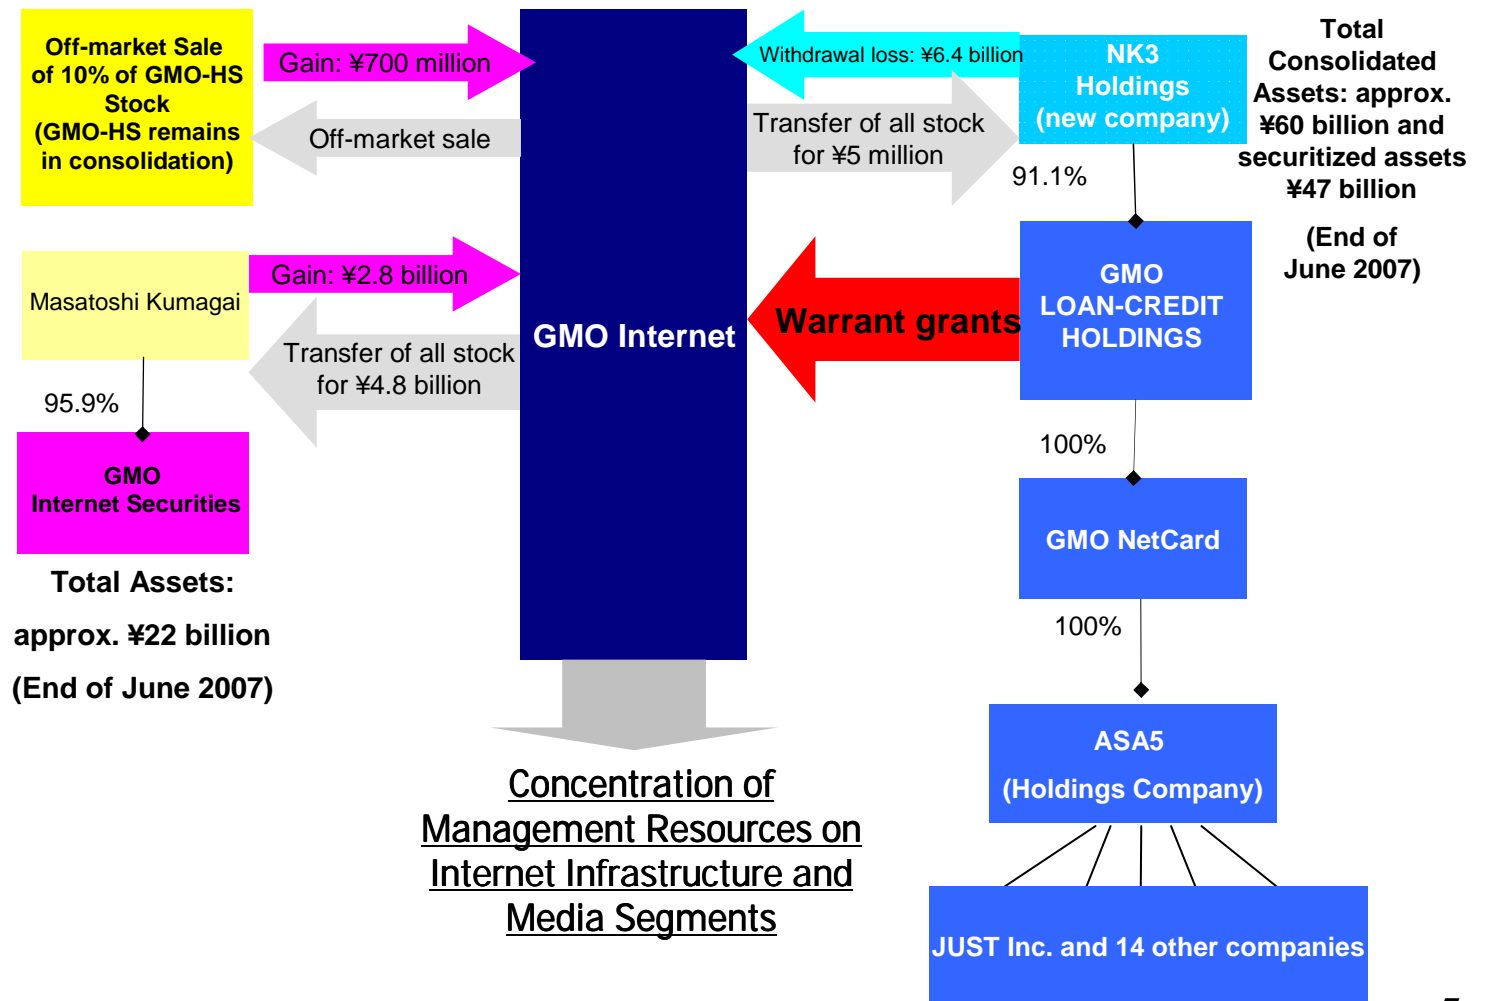 Off-market Sale
of 10% of GMO-HS
Stock
(GMO-HS remains
in consolidation)
Gain: ¥700 million
Off-market sale
Masatoshi Kumagai
Gain: ¥2.8 billion
Transfer of all stock
for ¥4.8 billion
95.9%
GMO
Internet Securities
Total Assets:
approx. ¥22 billion
(End of June 2007)
GMO Internet
Concentration of
Management Resources on
Internet Infrastructure and
Media Segments
Withdrawal loss: ¥6.4 billion
Transfer of all stock
for ¥5 million
Warrant grants
NK3
Holdings
(new company)
91.1%
GMO
LOAN-CREDIT
HOLDINGS
100%
GMO NetCard
100%
ASA5
(Holdings Company)
JUST Inc. and 14 other companies
Total
Consolidated
Assets: approx.
¥60 billion and
securitized assets
¥47 billion
(End of
June 2007)